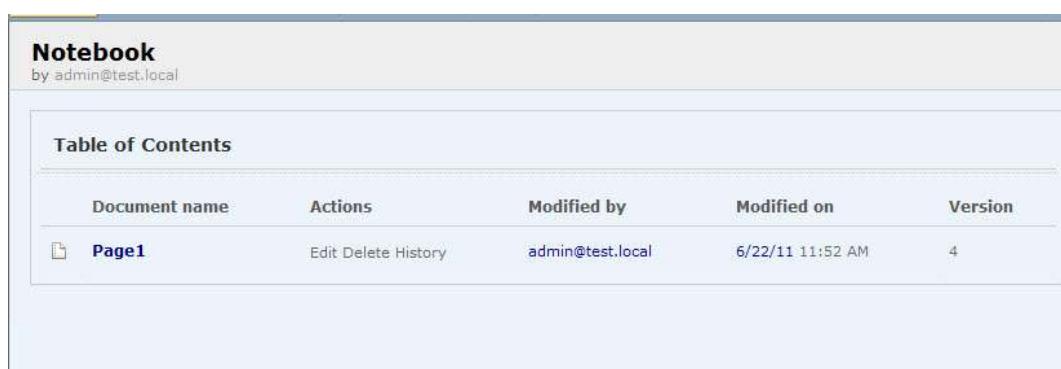 Notebook
by admin@test.local
Table of Contents
Document name Actions Modified by Modified on Version
Page1 Edit Delete History admin@test.local 6/22/11 11:52 AM 4